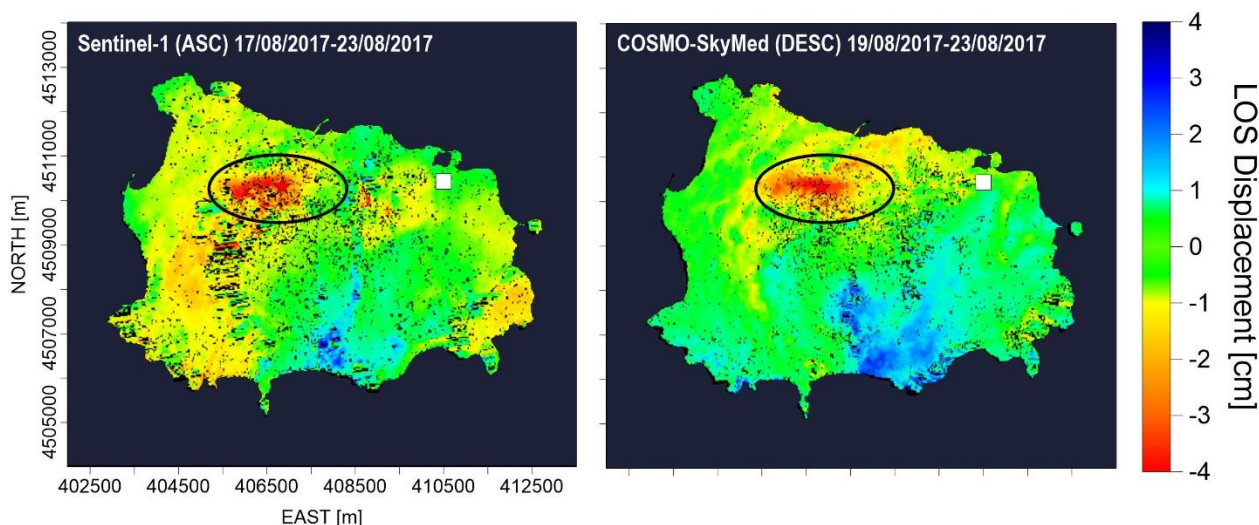 Sentinel-1 (ASC) 17/08/2017-23/08/2017
COSMO-SkyMed (DESC) 19/08/2017-23/08/2017
NORTH [m]
4513000
4511000
4509000
4507000
4505000
402500 404500 406500 408500 410500 412500
EAST [m]
4
3
2
1
0
-1
-2
-3
-4
LOS Displacement [cm]